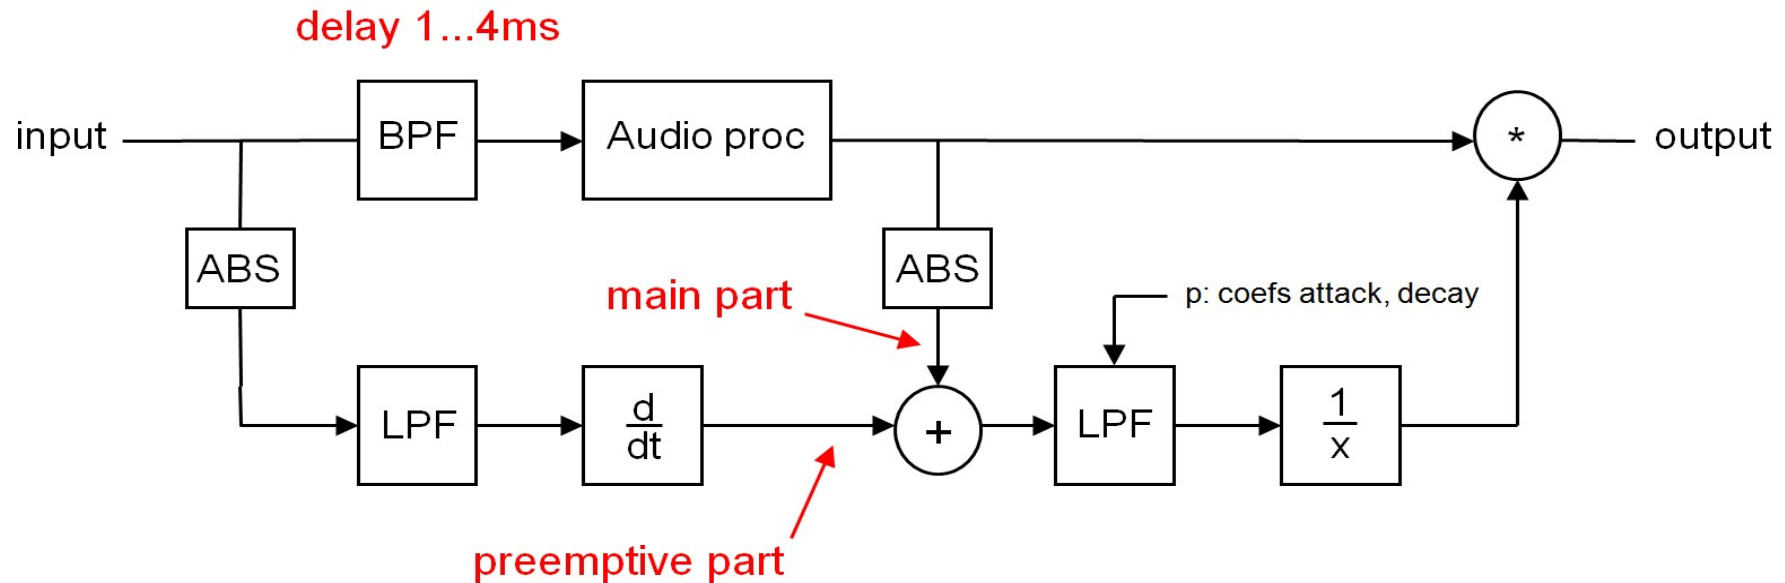 delay 1...4ms
input
BPF
Audio proc
*
output
ABS
ABS
main part
p: coefs attack, decay
LPF
d
dt
+
LPF
1
x
preemptive part